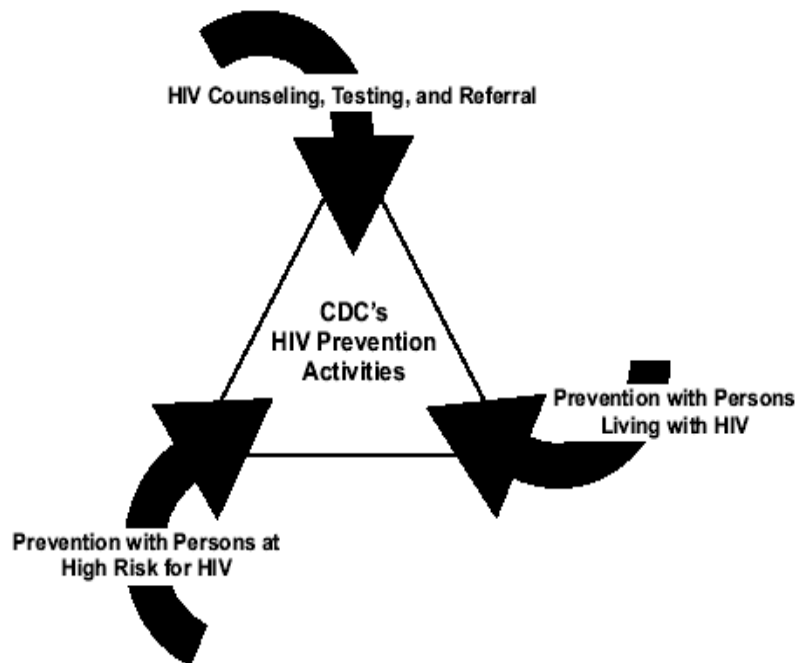 HIV Counseling, Testing, and Referral
CDC's
HIV Prevention
Activities
Prevention with Persons
Living with HIV
Prevention with Persons at
High Risk for HIV